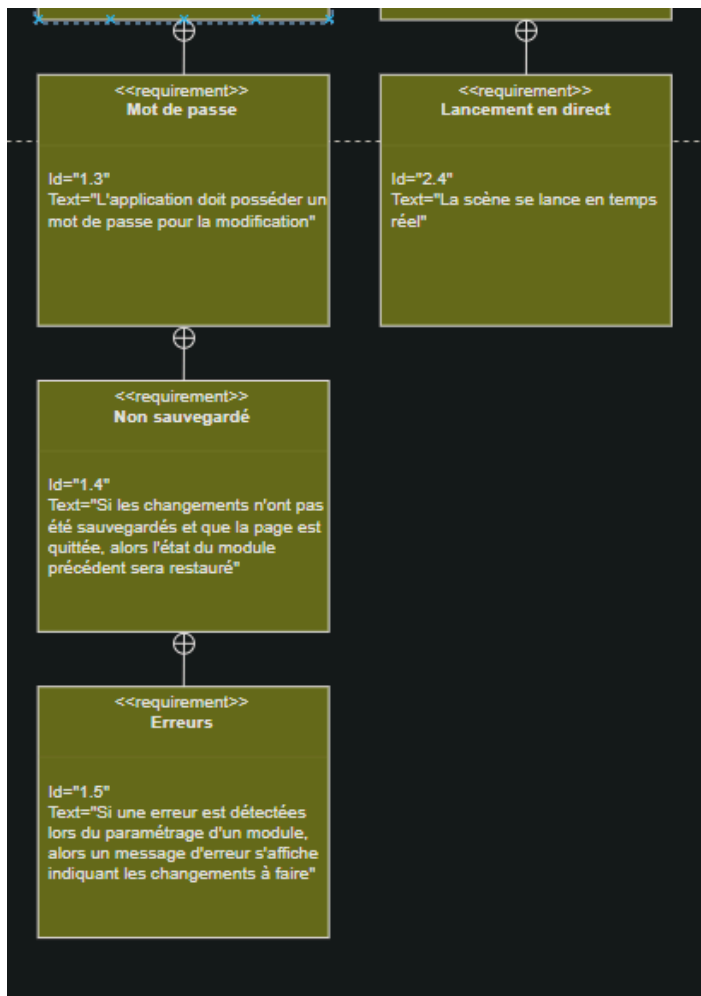 <<requirement>>
Mot de passe
Id="1.3"
Text="L'application doit posséder un
mot de passe pour la modification"
<<requirement>>
Lancement en direct
Id="2.4"
Text="La scène se lance en temps
réel"
<<requirement>>
Non sauvegardé
Id="1.4"
Text="Si les changements n'ont pas
été sauvegardés et que la page est
quittée, alors l'état du module
précédent sera restauré"
<<requirement>>
Erreurs
Id="1.5"
Text="Si une erreur est détectées
lors du paramétrage d'un module,
alors un message d'erreur s'affiche
indiquant les changements à faire"